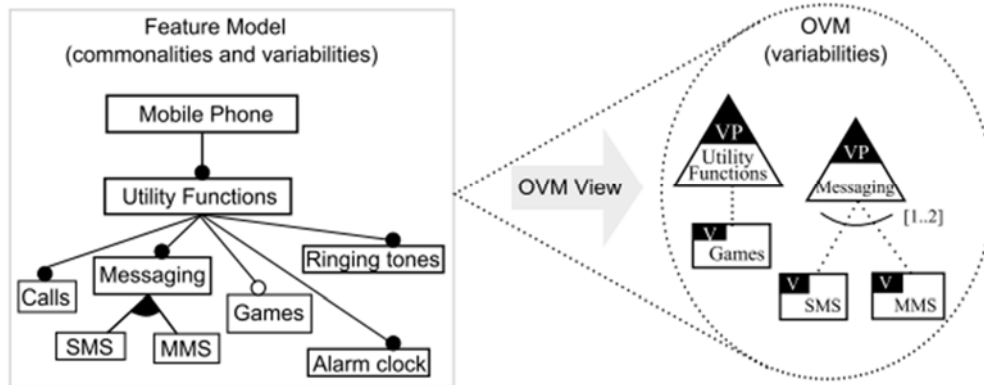 Feature Model
(commonalities and variabilities)
Mobile Phone
Utility Functions
Calls
Messaging
Games
Ringing tones
SMS
MMS
Alarm clock
OVM View
OVM
(variabilities)
VP
Utility
Functions
VP
Messaging
[1..2]
V
Games
V
SMS
V
MMS